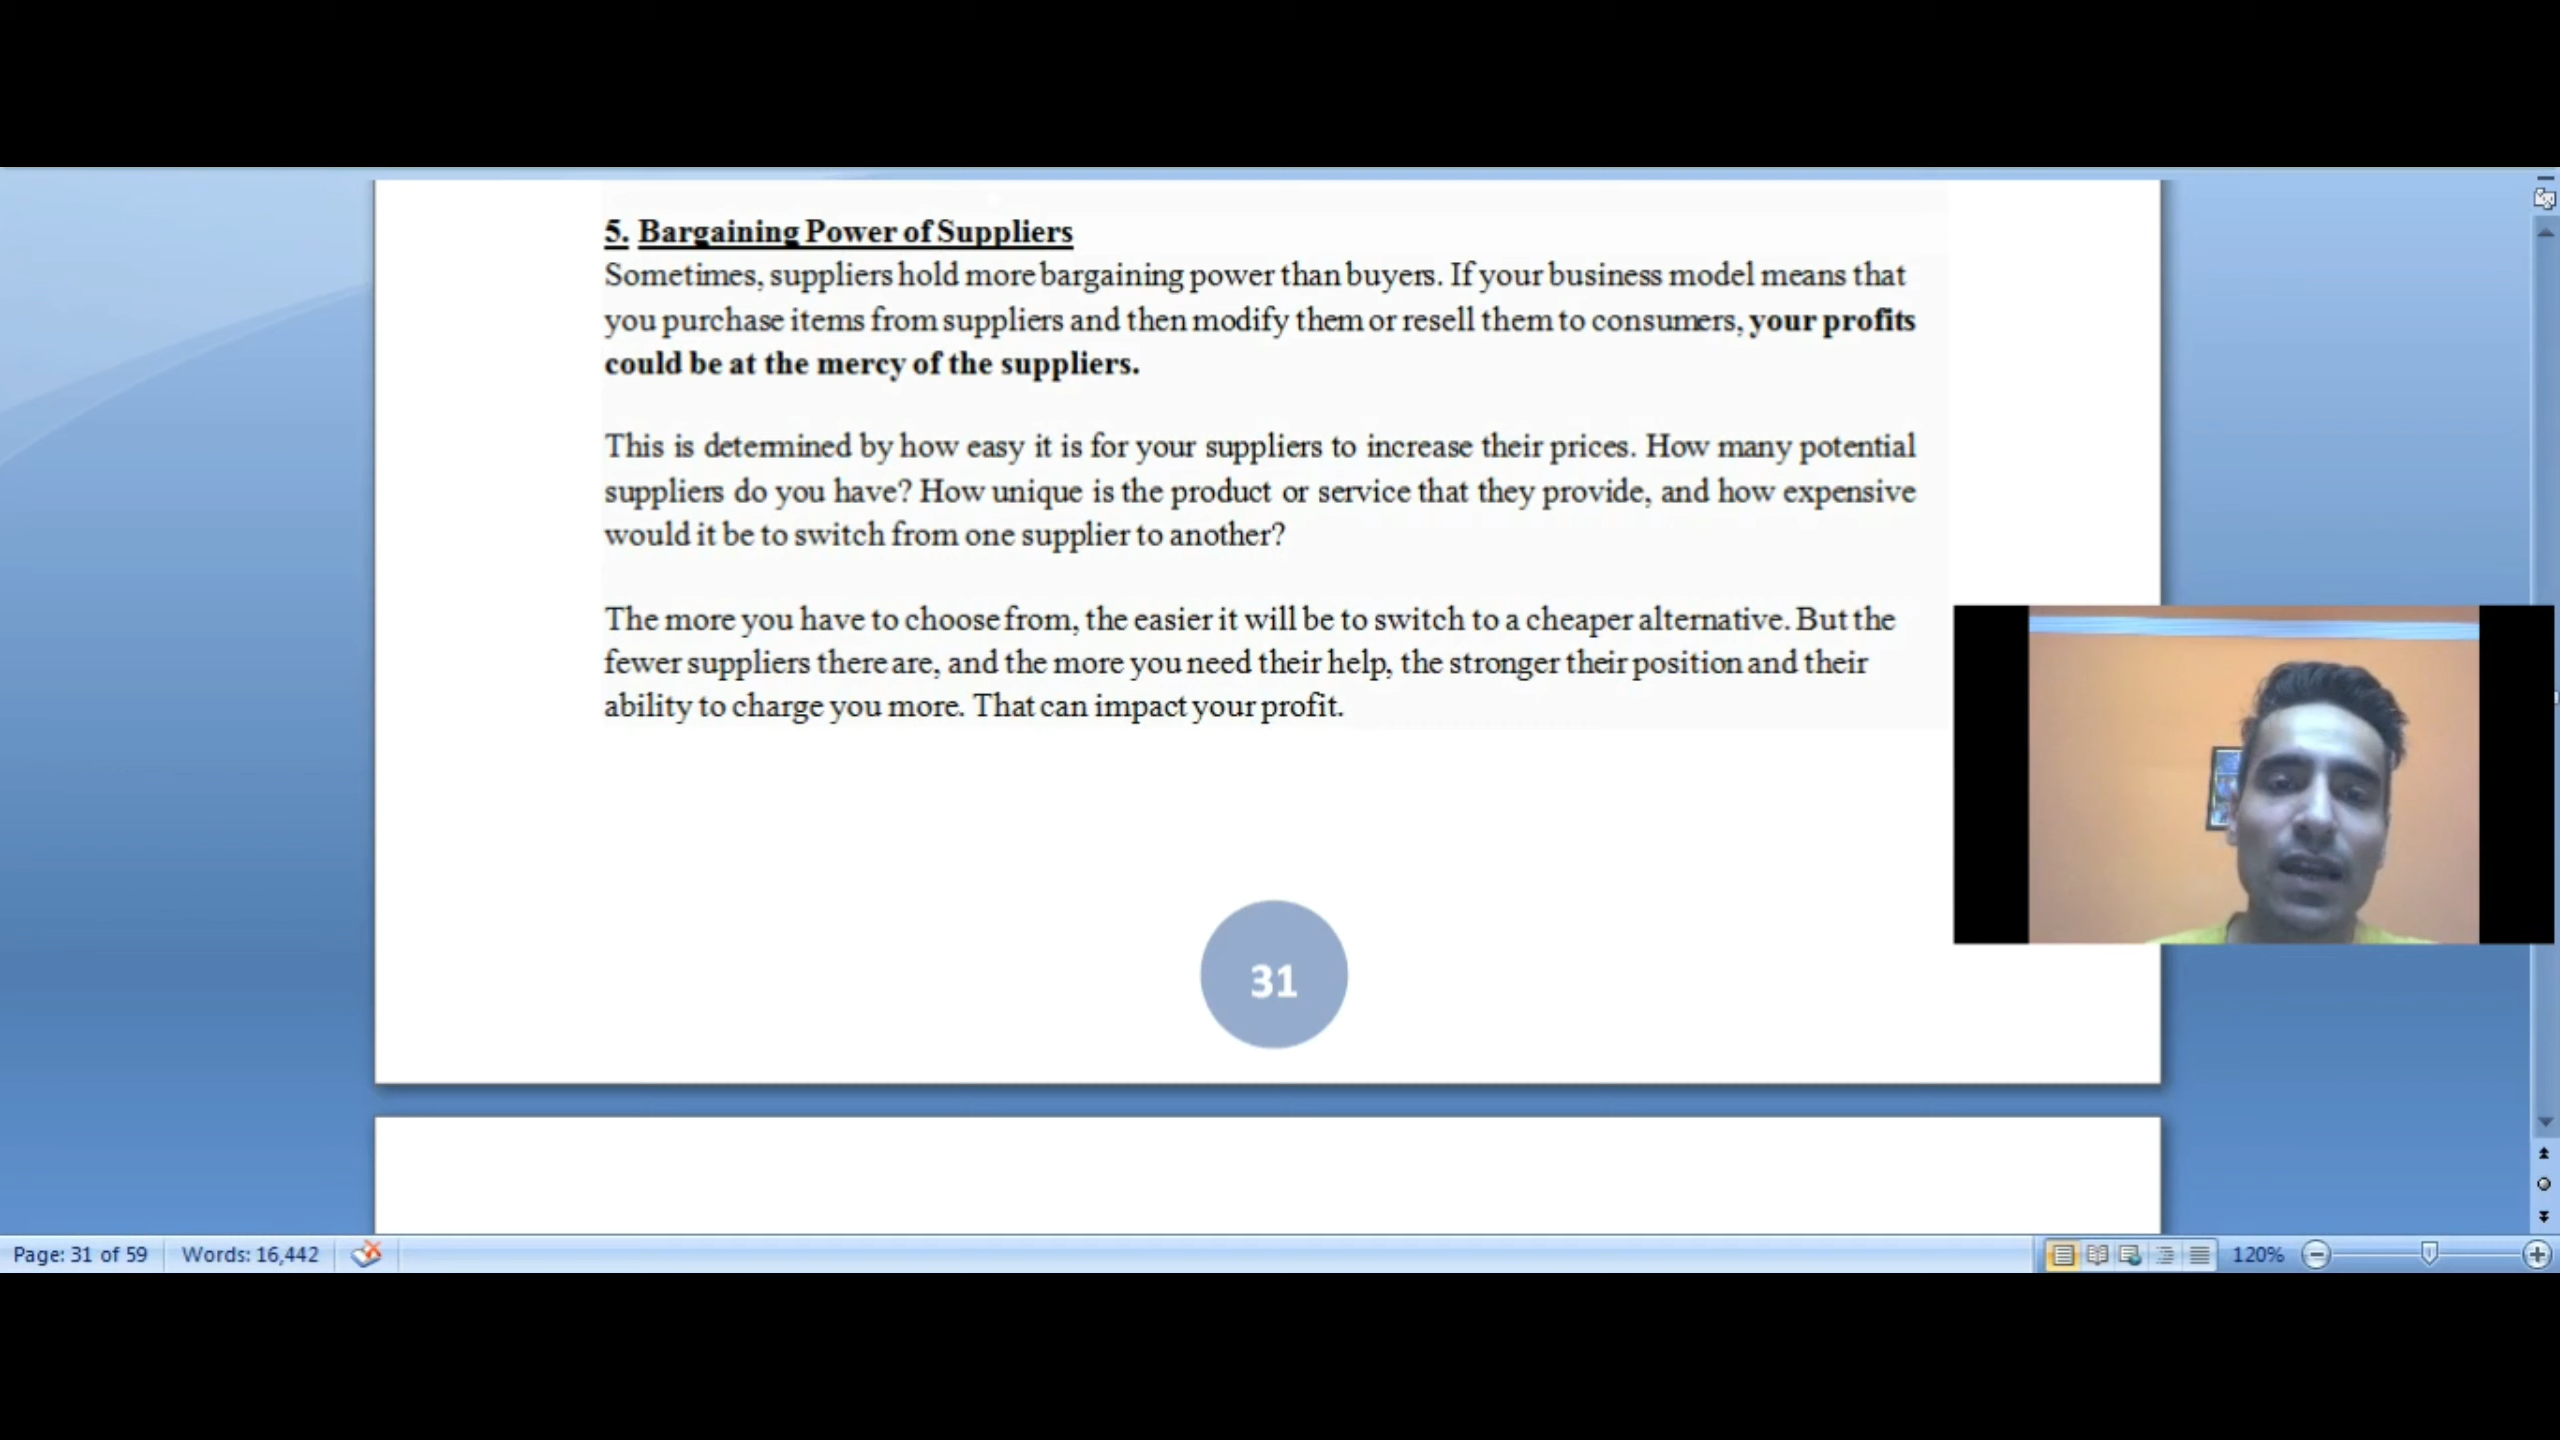 5. Bargaining Power of Suppliers
Sometimes, suppliers hold more bargaining power than buyers. If your business model means that
you purchase items from suppliers and then modify them or resell them to consumers, your profits
could be at the mercy of the suppliers.
This is determined by how easy it is for your suppliers to increase their prices. How many potential
suppliers do you have? How unique is the product or service that they provide, and how expensive
would it be to switch from one supplier to another?
The more you have to choose from, the easier it will be to switch to a cheaper alternative. But the
fewer suppliers there are, and the more you need their help, the stronger their position and their
ability to charge you more. That can impact your profit.
31
Page: 31 of 59 Words: 16,442 120%